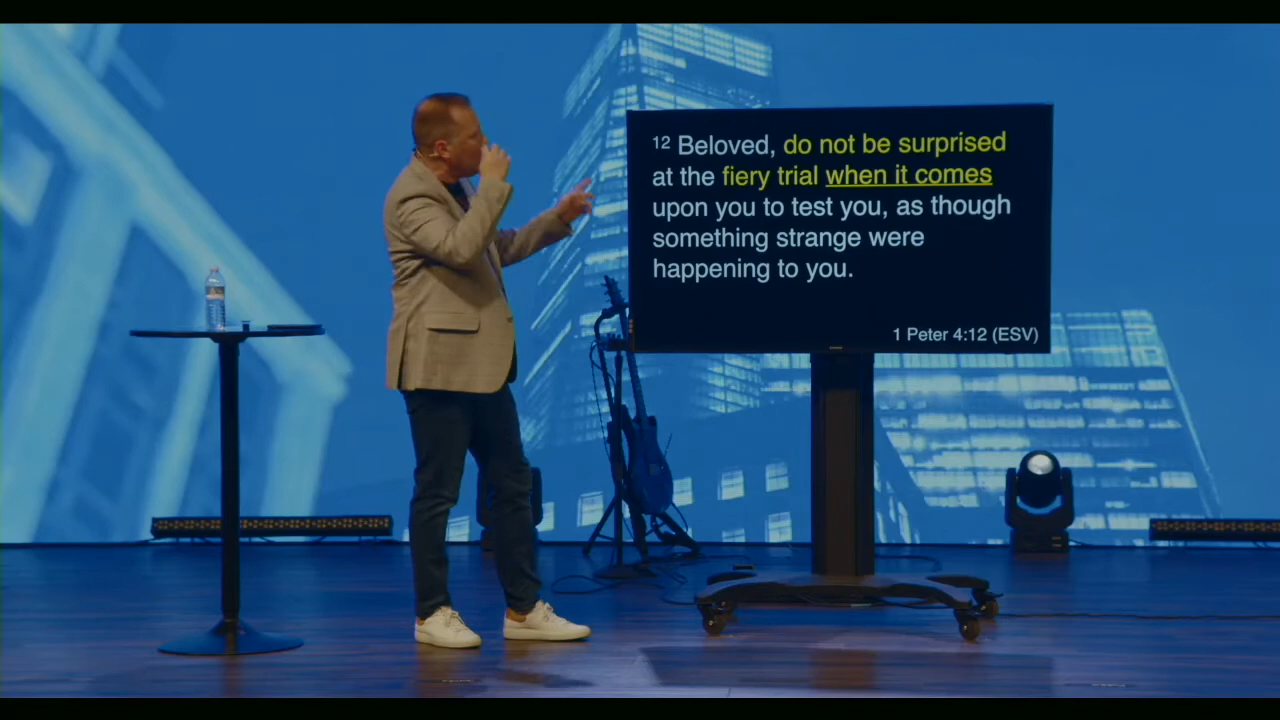 12 Beloved, do not be surprised
at the fiery trial when it comes
upon you to test you, as though
something strange were
happening to you.
1 Peter 4:12 (ESV)